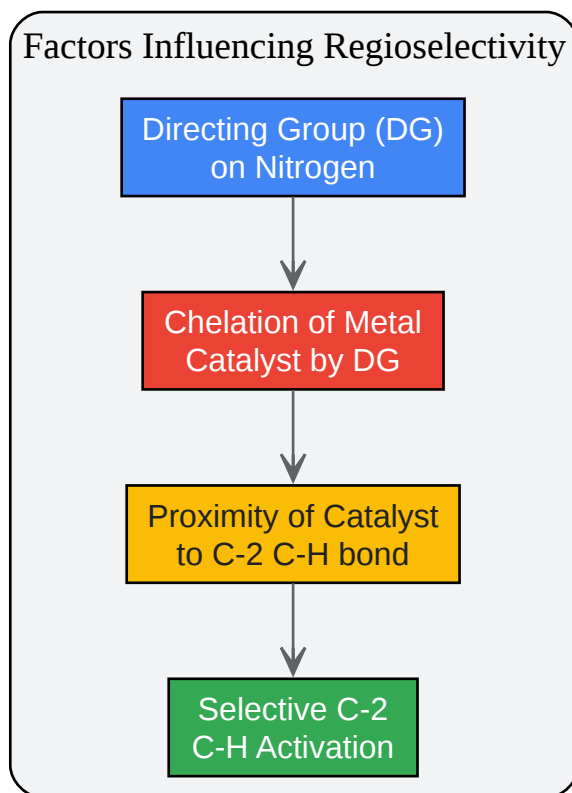 Factors Influencing Regioselectivity
Directing Group (DG)
on Nitrogen
Chelation of Metal
Catalyst by DG
Proximity of Catalyst
to C-2 C-H bond
Selective C-2
C-H Activation